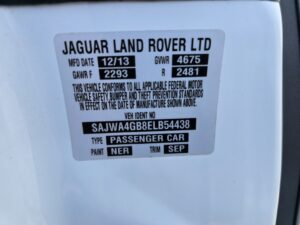 JAGUAR LAND ROVER LTD
MFD DATE 12/13 GVWR 4675
GAWR F 2293 R 2481
THIS VEHICLE CONFORMS TO ALL APPLICABLE FEDERAL MOTOR
VEHICLE SAFETY BUMPER AND THEFT PREVENTION STANDARDS
IN EFFECT ON THE DATE OF MANUFACTURE SHOWN ABOVE.
VEH IDENT NO
SAJWA4GB8ELB54438
TYPE PASSENGER CAR
PAINT NER TRIM SEP